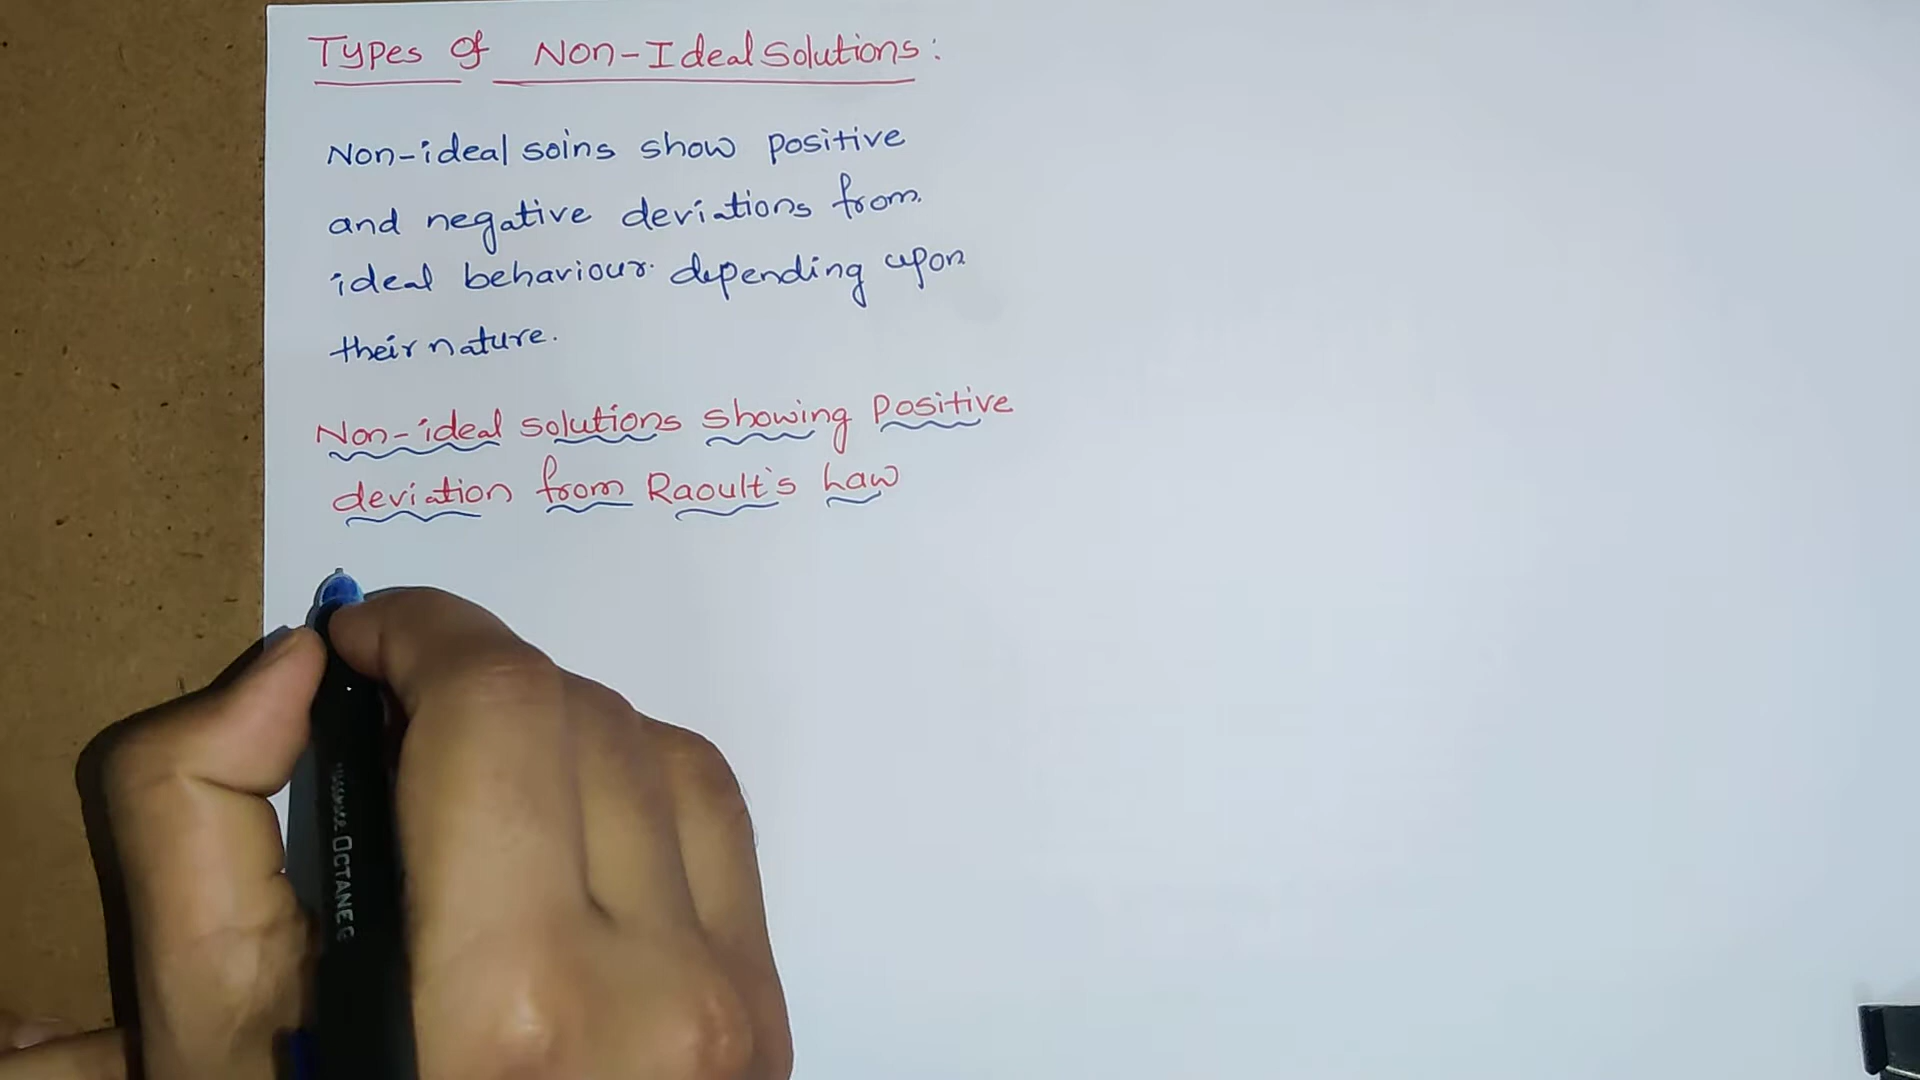 Types of Non-Ideal Solutions:
Non-ideal solns show positive
and negative deviations from
ideal behaviour depending upon
their nature.
Non-ideal solutions showing Positive
deviation from Raoult's Law
OCTANE